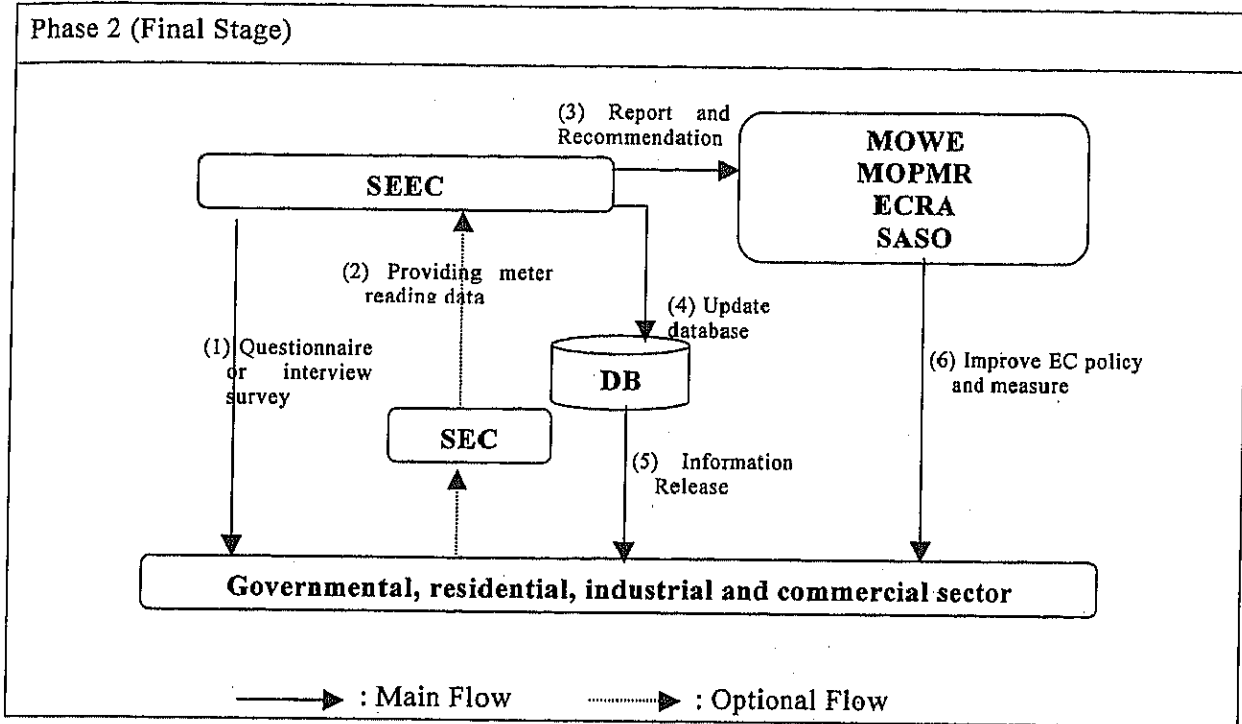 Phase 2 (Final Stage)
(3) Report and
Recommendation
MOWE
MOPMR
ECRA
SASO
SEEC
(2) Providing meter
reading data
(4) Update
database
(1) Questionnaire
or interview
survey
DB
(6) Improve EC policy
and measure
SEC
(5) Information
Release
Governmental, residential, industrial and commercial sector
: Main Flow
: Optional Flow